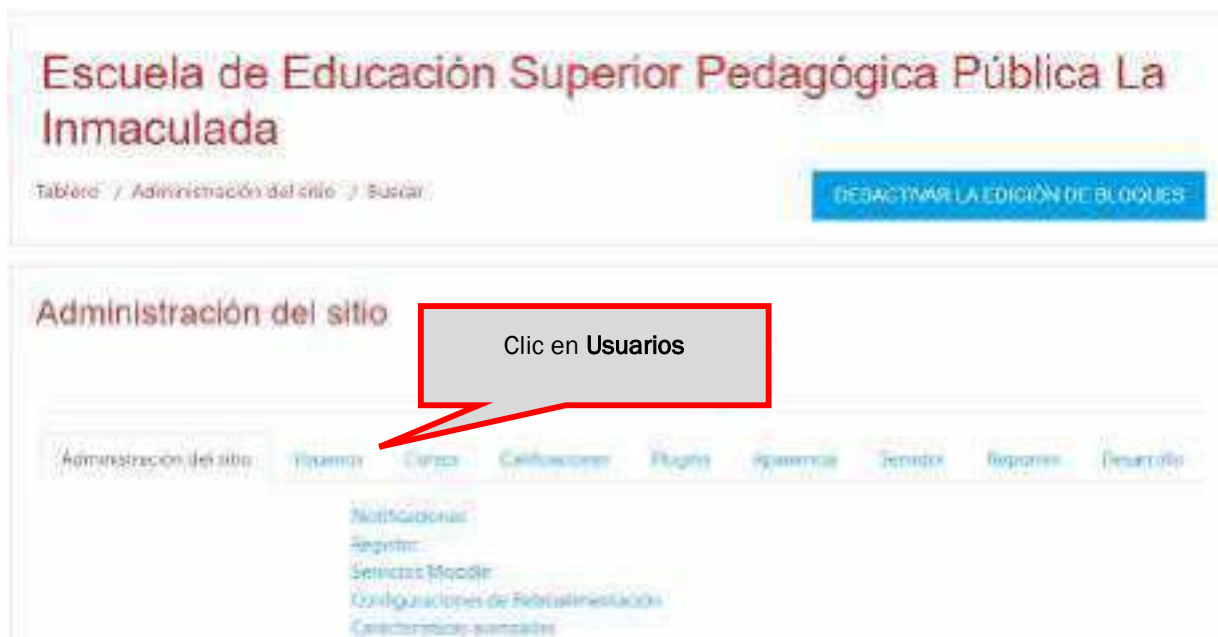 Escuela de Educación Superior Pedagógica Pública La
Inmaculada
Tablero / Administración del sitio / Buscar
DESACTIVAR LA EDICIÓN DE BLOQUES
Administración del sitio
Clic en Usuarios
Administración del sitio Usuarios Cursos Calificaciones Plugins Apariencia Servidor Reportes Desarrollo
Notificaciones
Registro
Servicios Moodle
Configuraciones de Retroalimentación
Características avanzadas